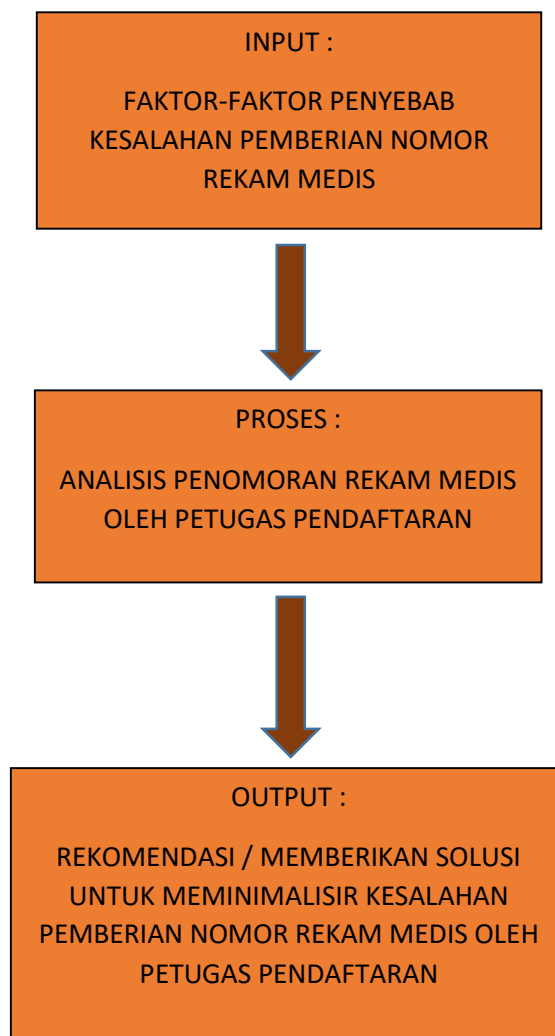 INPUT :
FAKTOR-FAKTOR PENYEBAB
KESALAHAN PEMBERIAN NOMOR
REKAM MEDIS
PROSES :
ANALISIS PENOMORAN REKAM MEDIS
OLEH PETUGAS PENDAFTARAN
OUTPUT :
REKOMENDASI / MEMBERIKAN SOLUSI
UNTUK MEMINIMALISIR KESALAHAN
PEMBERIAN NOMOR REKAM MEDIS OLEH
PETUGAS PENDAFTARAN